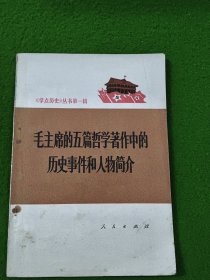 《学点历史》丛书第一辑
毛主席的五篇哲学著作中的
历史事件和人物简介
人民出版社